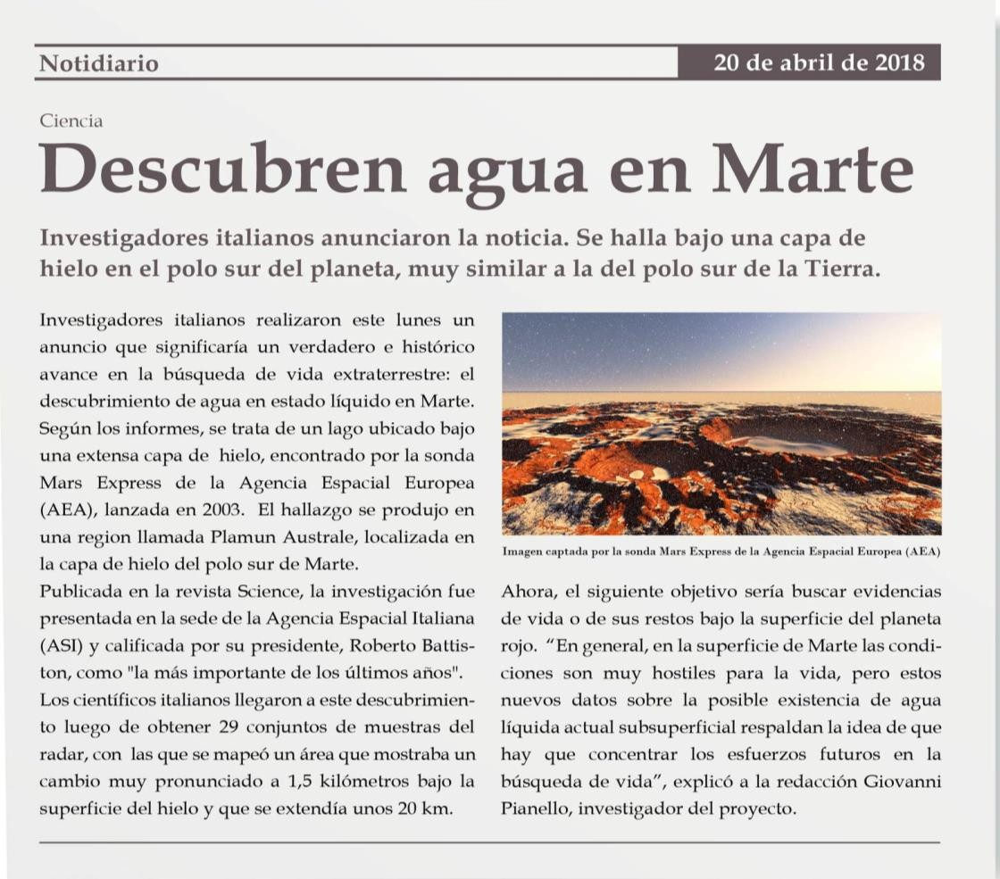 Notidiario
20 de abril de 2018
Ciencia
Descubren agua en Marte
Investigadores italianos anunciaron la noticia. Se halla bajo una capa de
hielo en el polo sur del planeta, muy similar a la del polo sur de la Tierra.
Investigadores italianos realizaron este lunes un
anuncio que significaría un verdadero e histórico
avance en la búsqueda de vida extraterrestre: el
descubrimiento de agua en estado líquido en Marte.
Según los informes, se trata de un lago ubicado bajo
una extensa capa de hielo, encontrado por la sonda
Mars Express de la Agencia Espacial Europea
(AEA), lanzada en 2003. El hallazgo se produjo en
una region llamada Plamun Australe, localizada en
la capa de hielo del polo sur de Marte.
Publicada en la revista Science, la investigación fue
presentada en la sede de la Agencia Espacial Italiana
(ASI) y calificada por su presidente, Roberto Battis-
ton, como "la más importante de los últimos años".
Los científicos italianos llegaron a este descubrimien-
to luego de obtener 29 conjuntos de muestras del
radar, con las que se mapeó un área que mostraba un
cambio muy pronunciado a 1,5 kilómetros bajo la
superficie del hielo y que se extendía unos 20 km.
Imagen captada por la sonda Mars Express de la Agencia Espacial Europea (AEA)
Ahora, el siguiente objetivo sería buscar evidencias
de vida o de sus restos bajo la superficie del planeta
rojo. “En general, en la superficie de Marte las condi-
ciones son muy hostiles para la vida, pero estos
nuevos datos sobre la posible existencia de agua
líquida actual subsuperficial respaldan la idea de que
hay que concentrar los esfuerzos futuros en la
búsqueda de vida”, explicó a la redacción Giovanni
Pianello, investigador del proyecto.